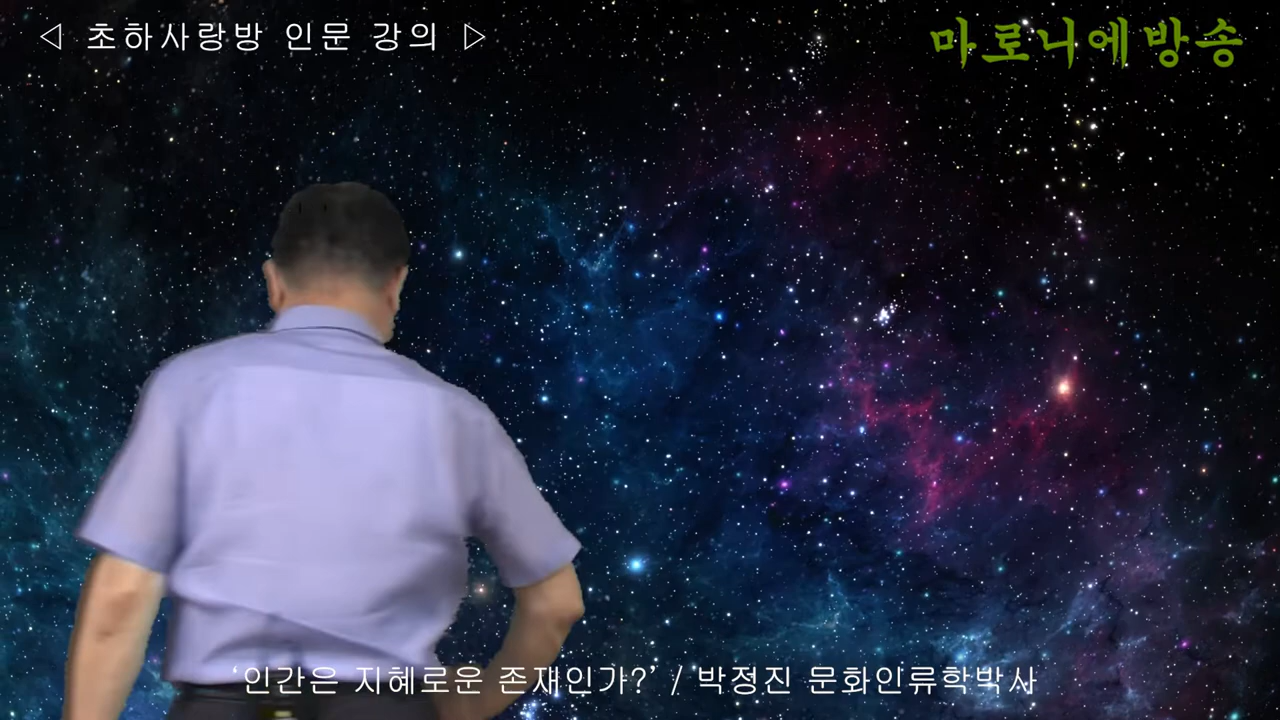 ◁ 초하사랑방 인문 강의 ▷
마로니에방송
‘인간은 지혜로운 존재인가?’ / 박정진 문화인류학박사